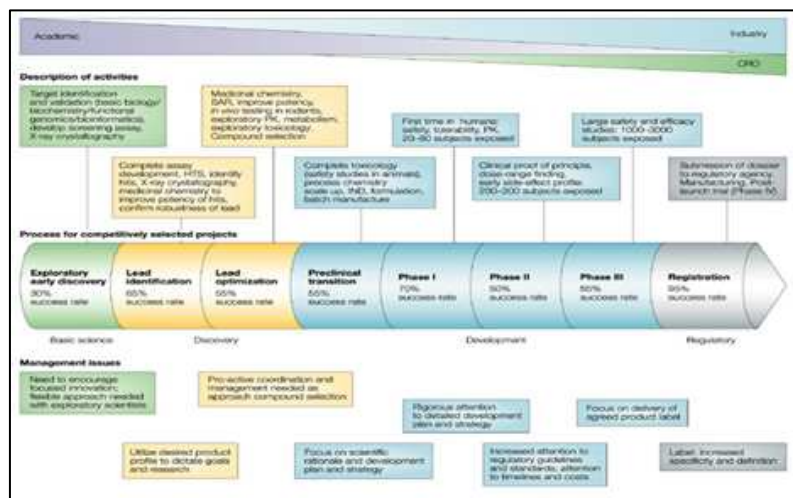 Academic
Industry
CRO
Description of activities
Target identification
and validation (basic biology/
biochemistry/functional
genomics/bioinformatics),
develop screening assay,
X-ray crystallography
Complete assay
development, HTS, identify
hits, X-ray crystallography,
medicinal chemistry to
improve potency of hits,
confirm robustness of lead
Medicinal chemistry,
SAR, improve potency,
in vivo testing in rodents,
exploratory PK, metabolism,
exploratory toxicology.
Compound selection
Complete toxicology
(safety studies in animals),
process chemistry
scale up, IND, formulation,
batch manufacture
First time in humans:
safety, tolerability, PK.
20–80 subjects exposed
Clinical proof of principle,
dose-range finding,
early side-effect profile:
subjects exposed
Large safety and efficacy
studies: 1000–3000
subjects exposed
Submission of dossier
to regulatory agency.
Manufacturing. Post-
launch trial (Phase IV)
Process for competitively selected projects
Exploratory
early discovery
30%
success rate
Lead
identification
65%
success rate
Lead
optimization
55%
success rate
Preclinical
transition
55%
success rate
Phase I
70%
success rate
Phase II
50%
success rate
Phase III
success rate
Registration
95%
success rate
Basic science
Discovery
Development
Regulatory
Management issues
Need to encourage
focused innovation;
flexible approach needed
with exploratory scientists
Utilize desired product
profile to dictate goals
and research
Pro-active coordination and
management needed as
approach compound selection
Focus on scientific
rationale and development
plan and strategy
Rigorous attention
to detailed development
plan and strategy
Increased attention to
regulatory guidelines
and standards; attention
to timelines and costs
Focus on delivery of
agreed product label
Label: increased
specificity and definition